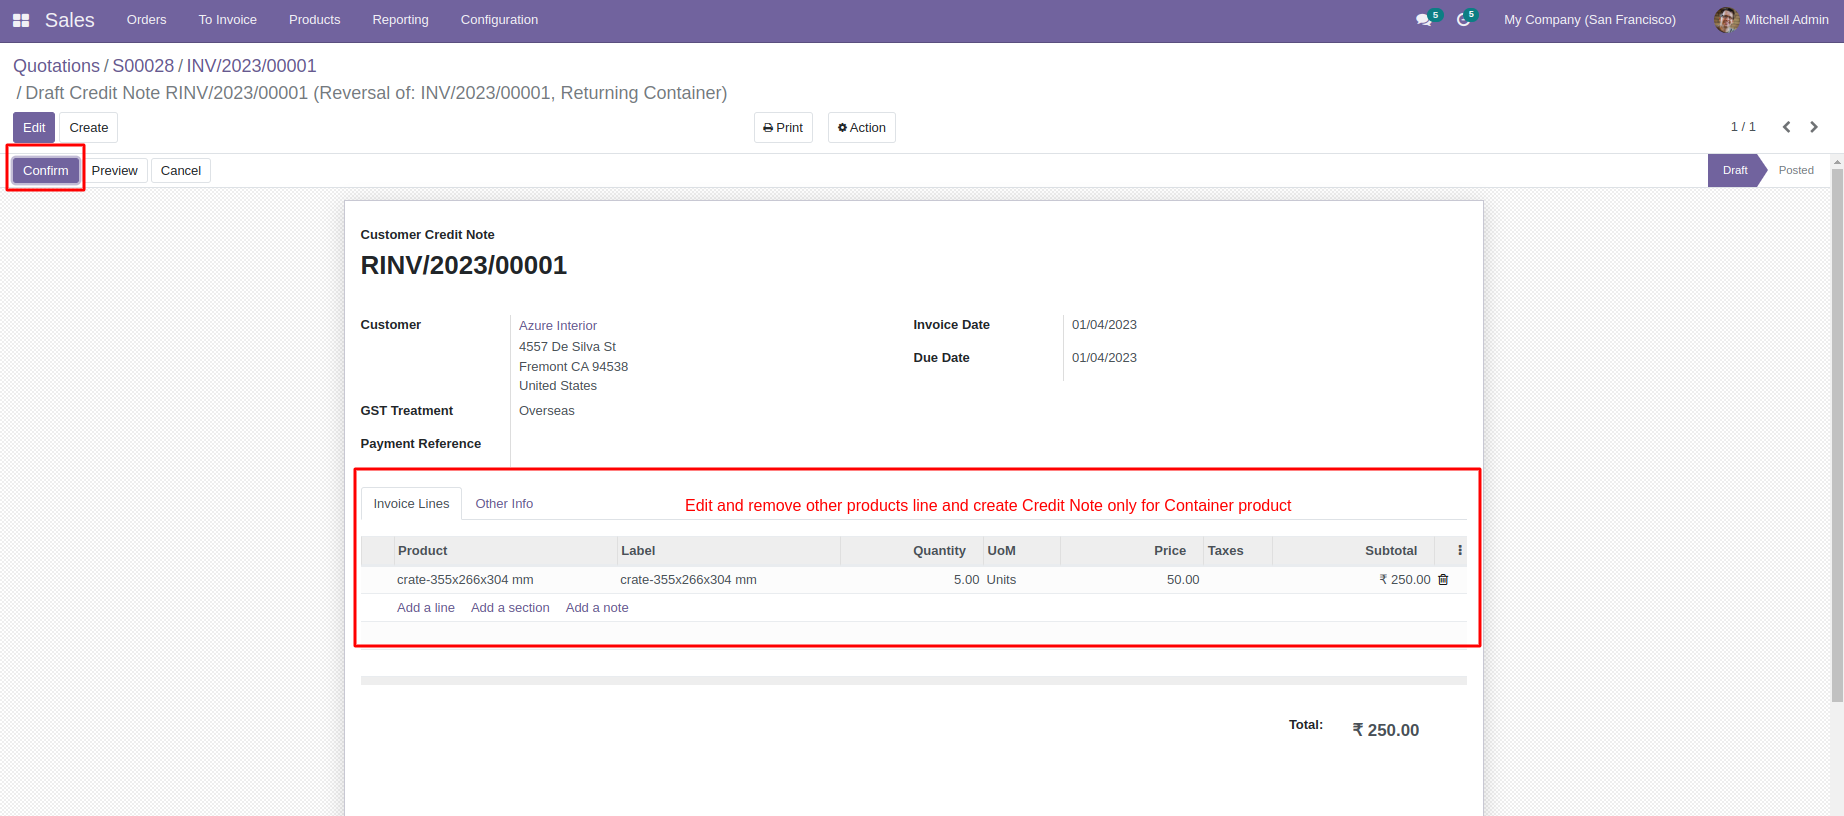 Sales Orders To Invoice Products Reporting Configuration 5 5 My Company (San Francisco) Mitchell Admin
Quotations / S00028 / INV/2023/00001
/ Draft Credit Note RINV/2023/00001 (Reversal of: INV/2023/00001, Returning Container)
Edit Create Print Action 1 / 1
Confirm Preview Cancel Draft Posted
Customer Credit Note
RINV/2023/00001
Customer Azure Interior Invoice Date 01/04/2023
4557 De Silva St
Fremont CA 94538 Due Date 01/04/2023
United States
GST Treatment Overseas
Payment Reference
Invoice Lines Other Info Edit and remove other products line and create Credit Note only for Container product
Product Label Quantity UoM Price Taxes Subtotal
crate-355x266x304 mm crate-355x266x304 mm 5.00 Units 50.00 ₹ 250.00
Add a line Add a section Add a note
Total: ₹ 250.00